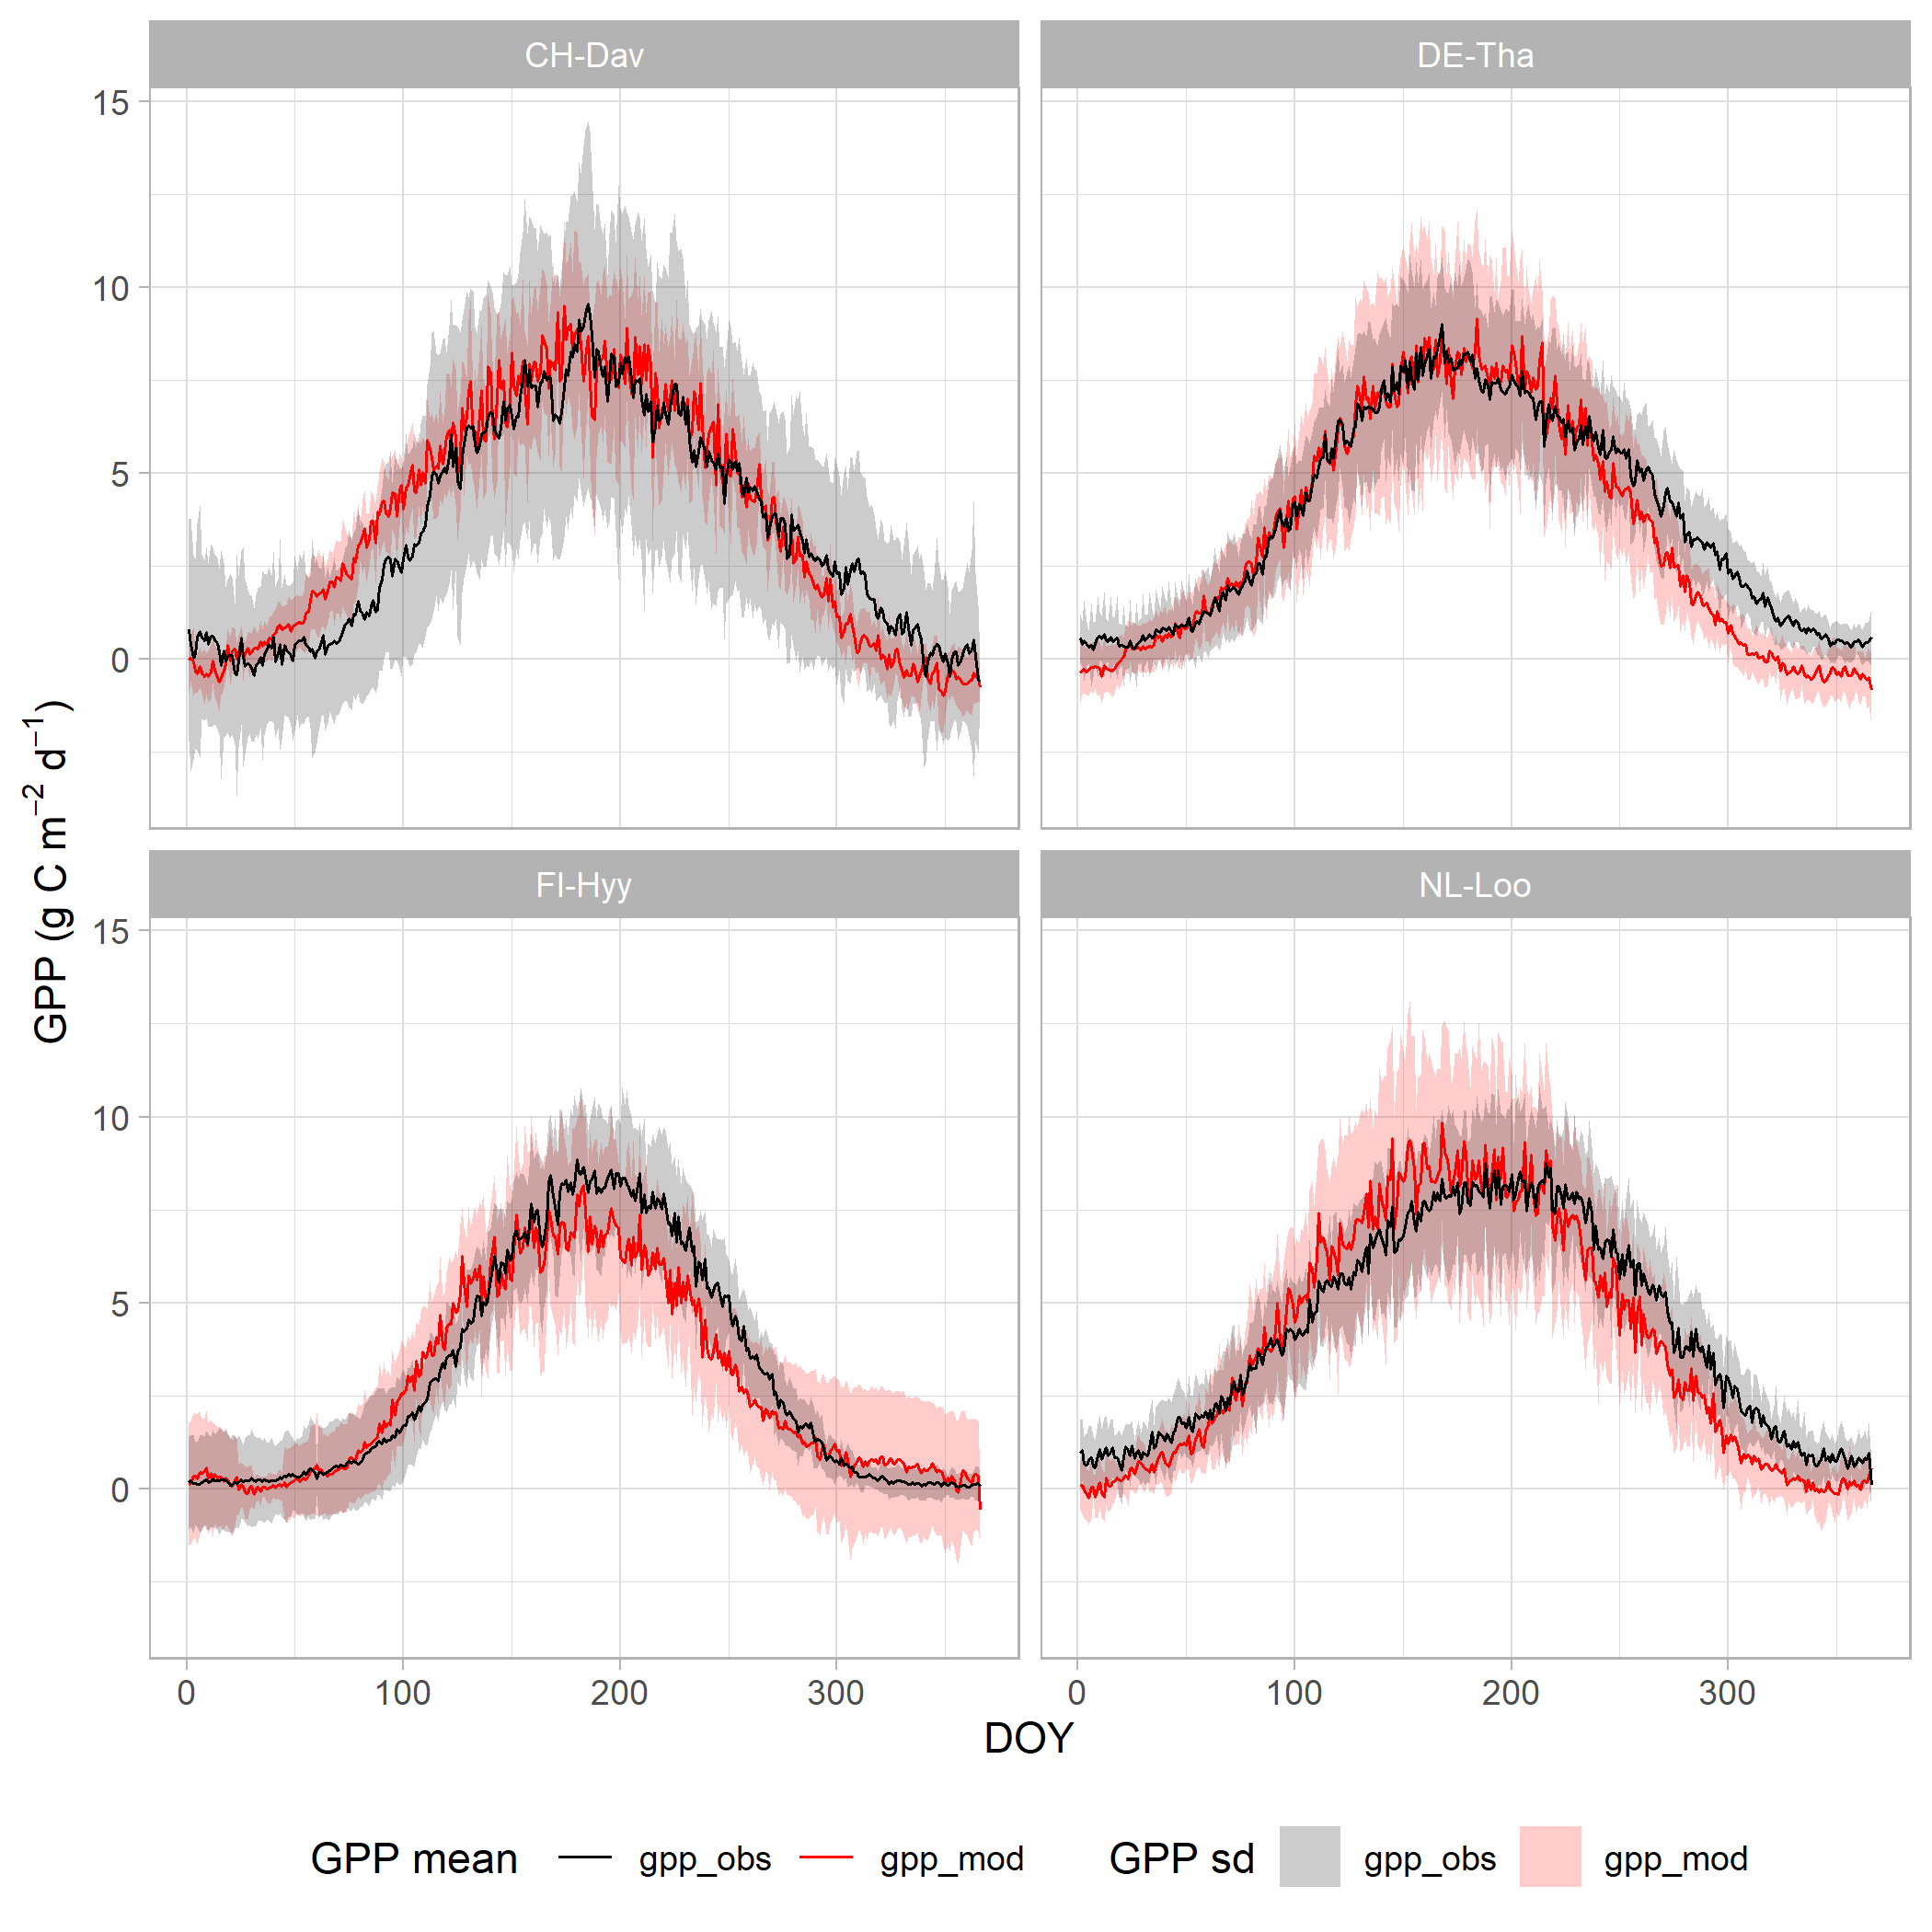 CH-Dav
DE-Tha
15
10
5
0
FI-Hyy
NL-Loo
15
10
5
0
GPP (g C m⁻² d⁻¹)
0 100 200 300
0 100 200 300
DOY
GPP mean gpp_obs gpp_mod GPP sd gpp_obs gpp_mod